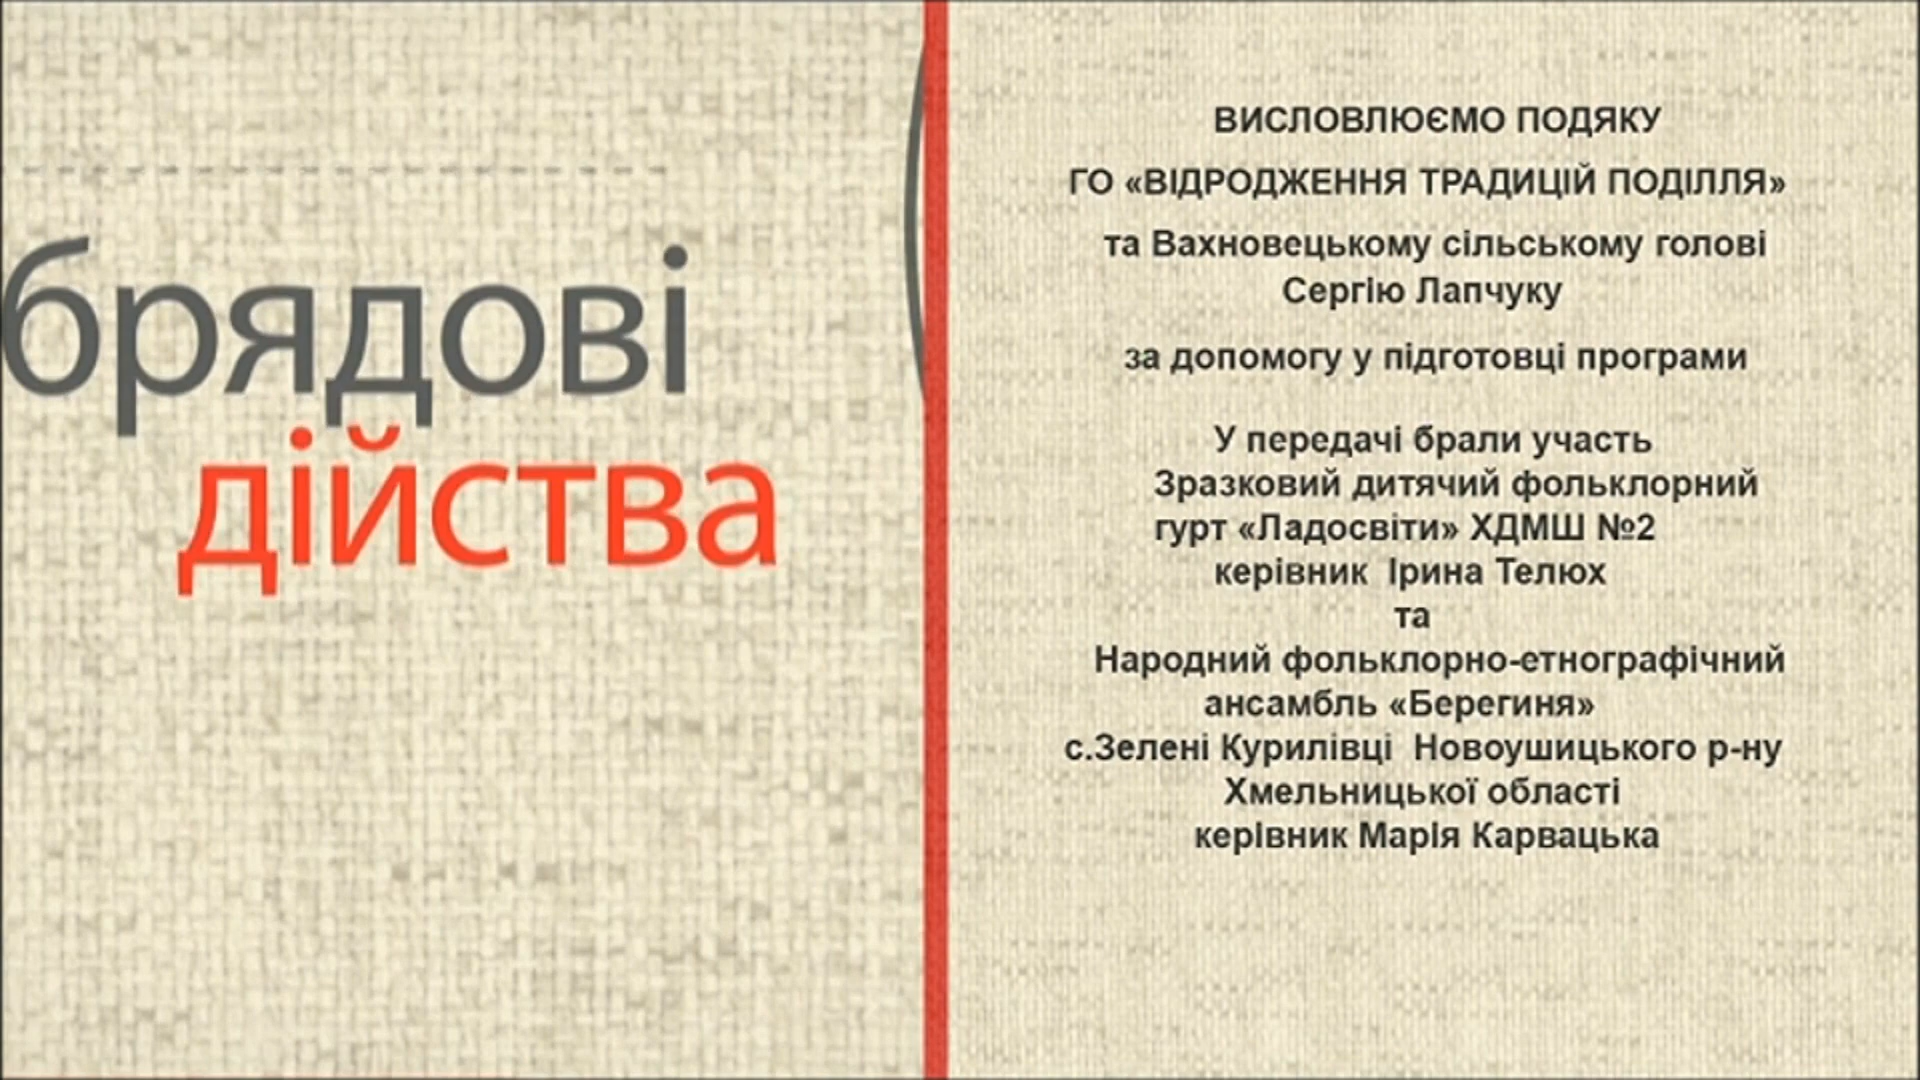 брядові
дійства
ВИСЛОВЛЮЄМО ПОДЯКУ
ГО «ВІДРОДЖЕННЯ ТРАДИЦІЙ ПОДІЛЛЯ»
та Вахновецькому сільському голові
Сергію Лапчуку
за допомогу у підготовці програми
У передачі брали участь
Зразковий дитячий фольклорний
гурт «Ладосвіти» ХДМШ №2
керівник Ірина Телюх
та
Народний фольклорно-етнографічний
ансамбль «Берегиня»
с.Зелені Курилівці Новоушицького р-ну
Хмельницької області
керівник Марія Карвацька